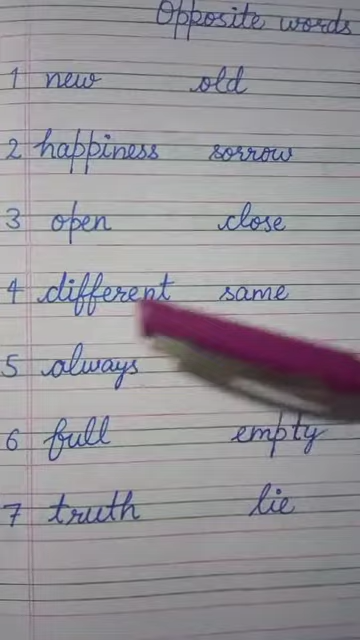 Opposite words
1 new old
2 happiness sorrow
3 open close
4 different same
5 always
6 full empty
7 truth lie